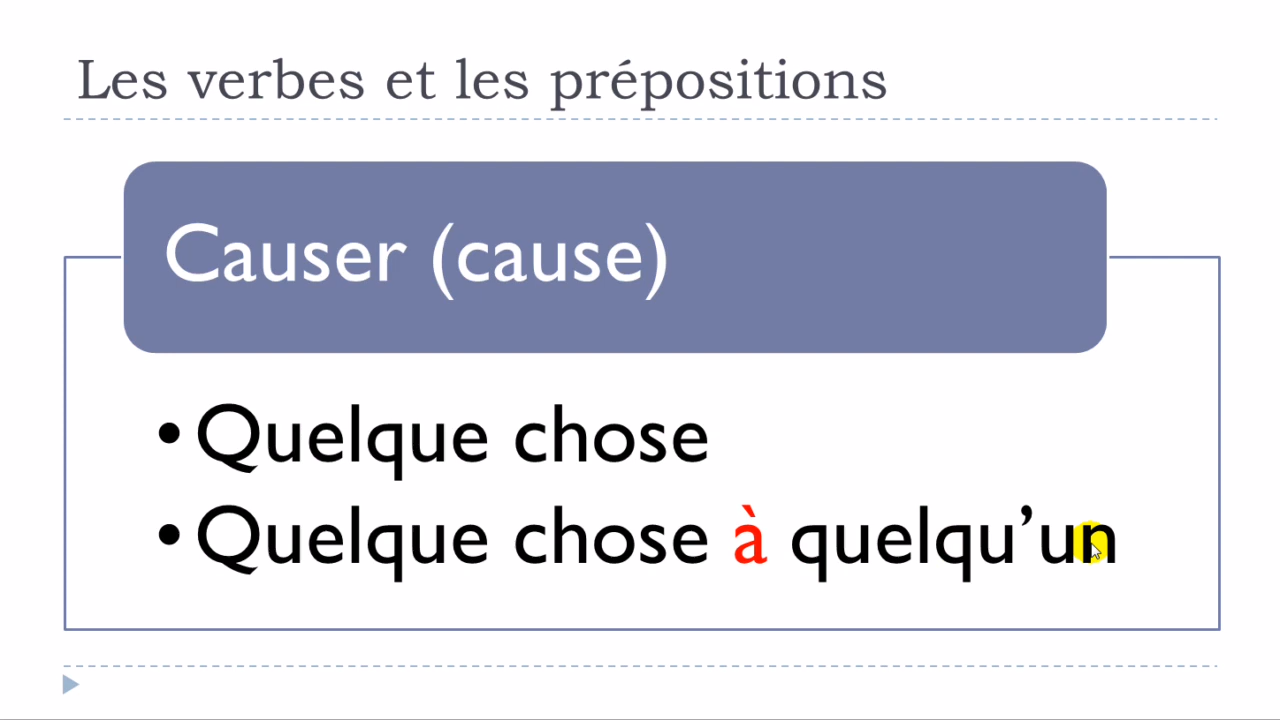 Les verbes et les prépositions
Causer (cause)
• Quelque chose
• Quelque chose à quelqu’un